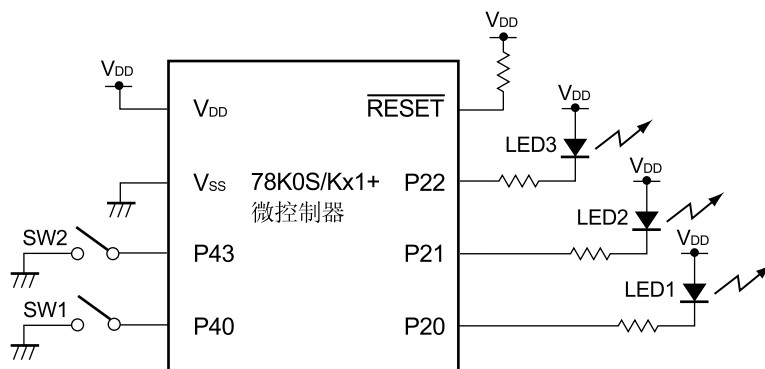 VDD
VDD
VDD
RESET
VDD
LED3
VDD
VSS
78K0S/Kx1+
微控制器
P22
LED2
SW2
P43
P21
VDD
LED1
SW1
P40
P20
VDD